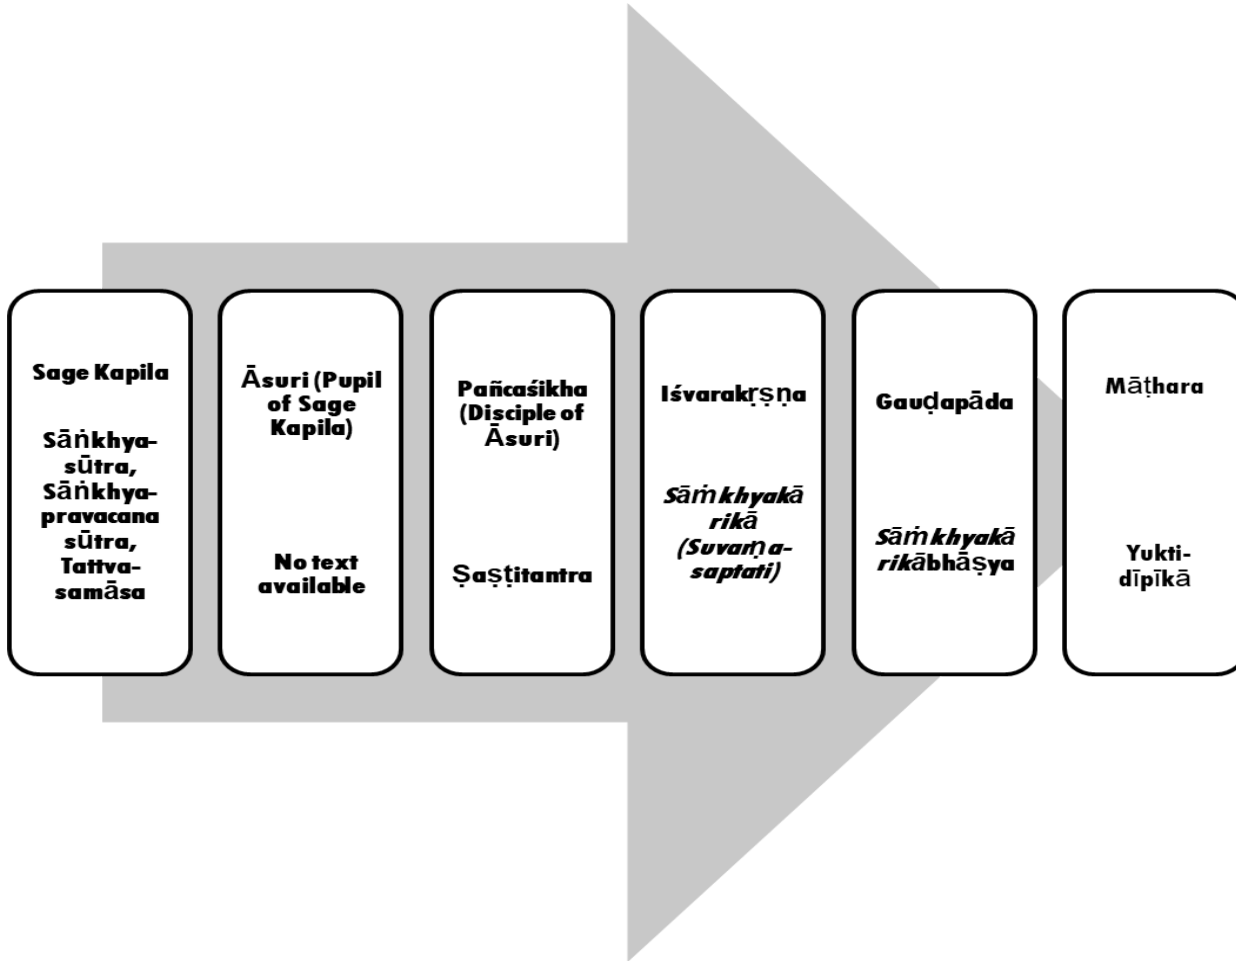 Sage Kapila
Sāṅkhya-
sūtra,
Sāṅkhya-
pravacana
sūtra,
Tattva-
samāsa
Āsuri (Pupil
of Sage
Kapila)
No text
available
Pañcaśikha
(Disciple of
Āsuri)
Ṣaṣṭitantra
Iśvarakṛṣṇa
Sāṁkhyakā
rikā
(Suvarṇa-
saptati)
Gauḍapāda
Sāṁkhyakā
rikābhāṣya
Māṭhara
Yukti-
dīpīkā